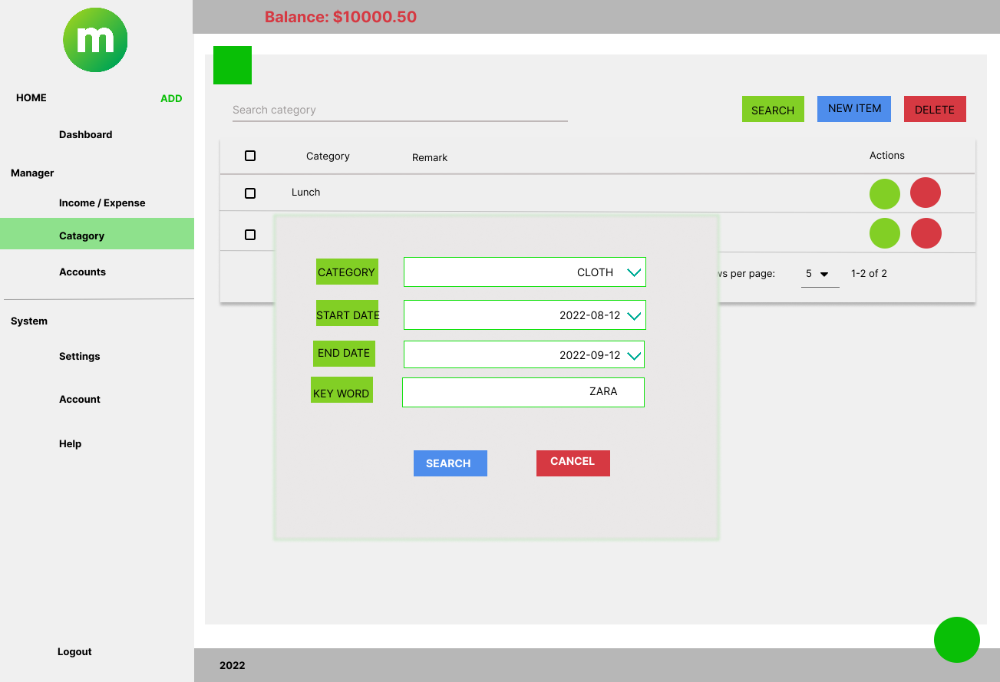 m
Balance: $10000.50
HOME
ADD
Dashboard
Manager
Income / Expense
Catagory
Accounts
System
Settings
Account
Help
Logout
Search category
SEARCH
NEW ITEM
DELETE
Category
Remark
Actions
Lunch
ws per page:
5
1-2 of 2
CATEGORY
CLOTH
START DATE
2022-08-12
END DATE
2022-09-12
KEY WORD
ZARA
SEARCH
CANCEL
2022